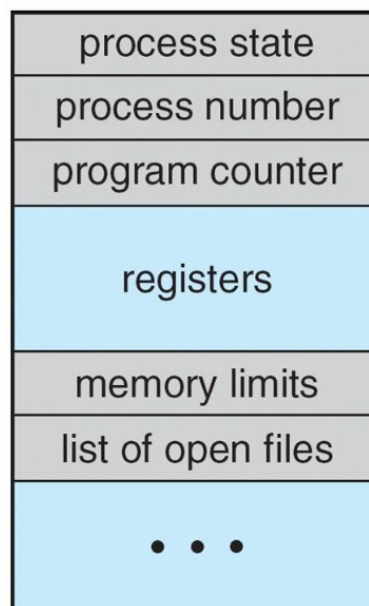 process state
process number
program counter
registers
memory limits
list of open files
• • •